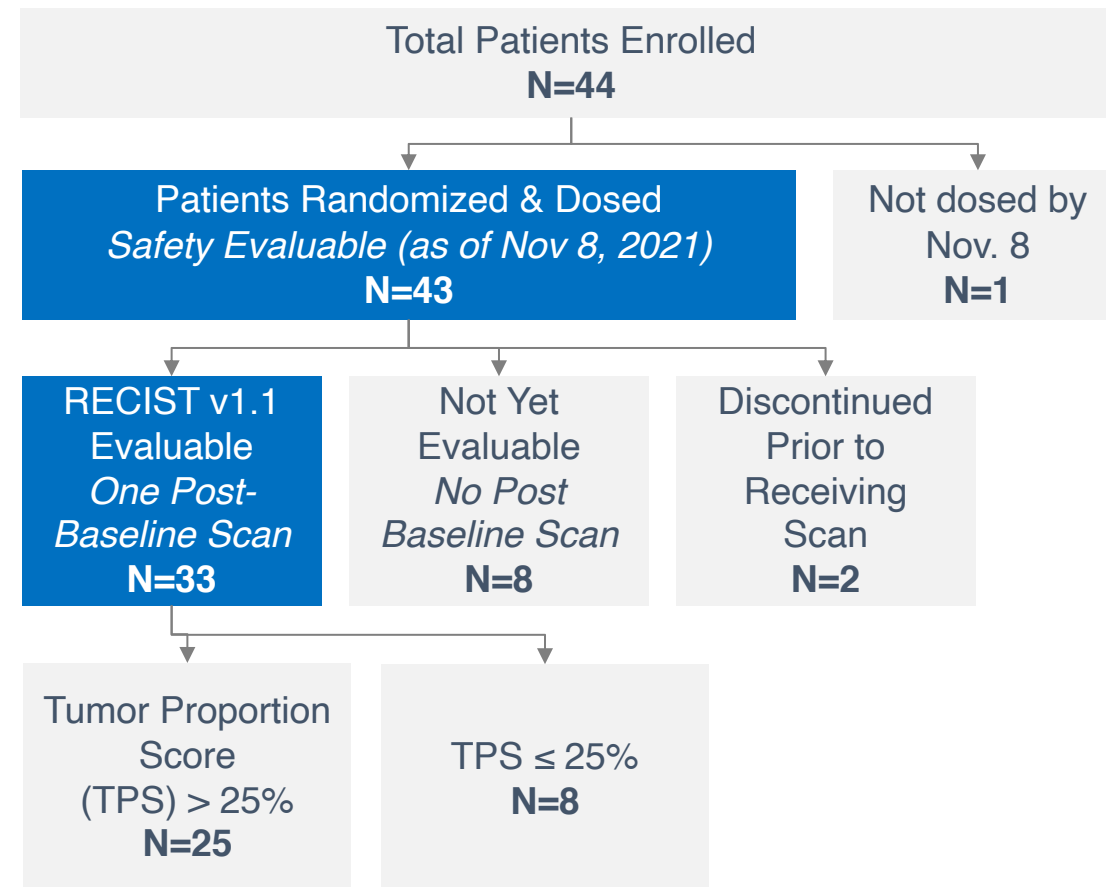 Total Patients Enrolled
N=44
Patients Randomized & Dosed
Safety Evaluable (as of Nov 8, 2021)
N=43
Not dosed by
Nov. 8
N=1
RECIST v1.1
Evaluable
One Post-
Baseline Scan
N=33
Not Yet
Evaluable
No Post
Baseline Scan
N=8
Discontinued
Prior to
Receiving
Scan
N=2
Tumor Proportion
Score
(TPS) > 25%
N=25
TPS ≤ 25%
N=8